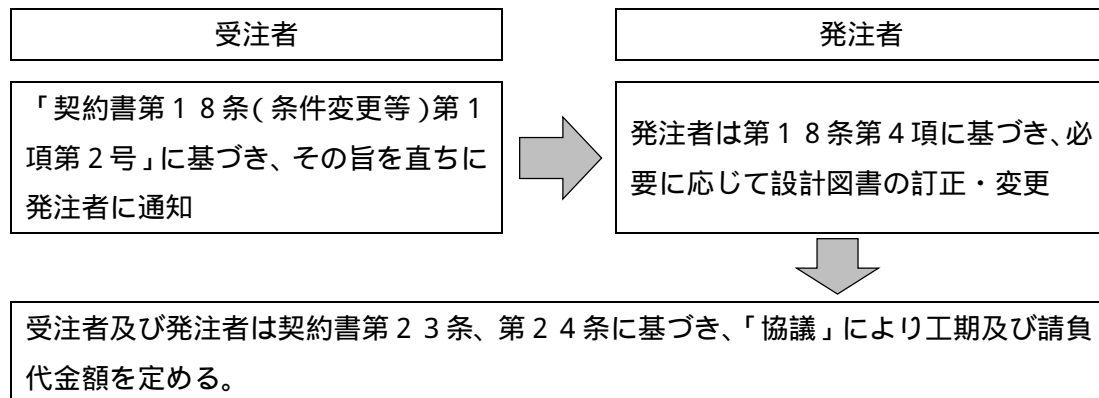 受注者
発注者
「契約書第18条(条件変更等)第1
項第2号」に基づき、その旨を直ちに
発注者に通知
発注者は第18条第4項に基づき、必
要に応じて設計図書の訂正・変更
受注者及び発注者は契約書第23条、第24条に基づき、「協議」により工期及び請負
代金額を定める。